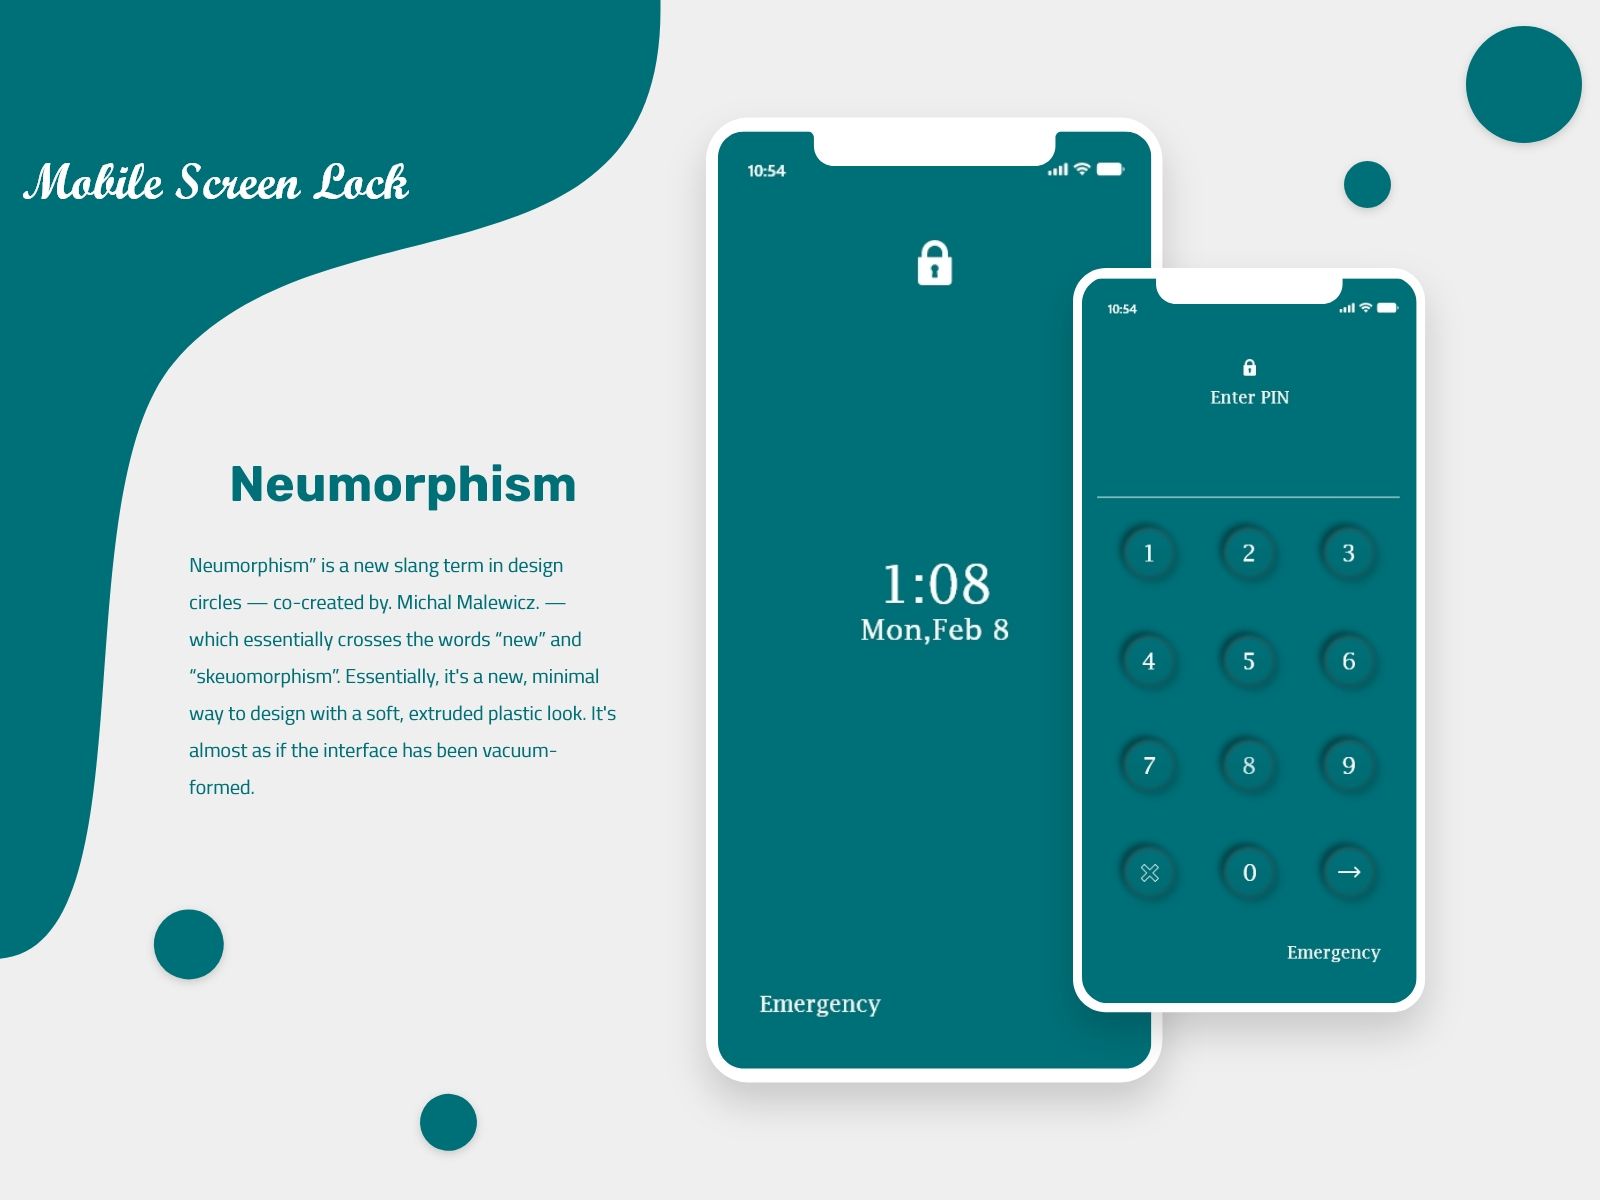 Mobile Screen Lock
Neumorphism
Neumorphism” is a new slang term in design
circles — co-created by. Michal Malewicz. —
which essentially crosses the words “new” and
“skeuomorphism”. Essentially, it's a new, minimal
way to design with a soft, extruded plastic look. It's
almost as if the interface has been vacuum-
formed.
10:54
1:08
Mon,Feb 8
Emergency
10:54
Enter PIN
1 2 3
4 5 6
7 8 9
0 →
Emergency